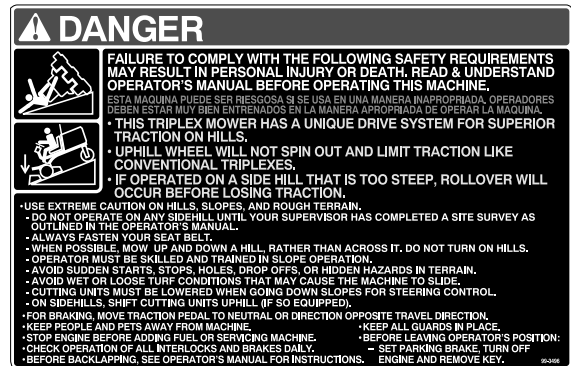 DANGER
FAILURE TO COMPLY WITH THE FOLLOWING SAFETY REQUIREMENTS
MAY RESULT IN PERSONAL INJURY OR DEATH. READ & UNDERSTAND
OPERATOR'S MANUAL BEFORE OPERATING THIS MACHINE.
ESTA MAQUINA PUEDE SER RIESGOSA SI SE USA EN UNA MANERA INAPROPRIADA. OPERADORES
DEBEN ESTAR MUY BIEN ENTRENADOS EN LA MANERA APROPRIADA DE OPERAR LA MAQUINA.
• THIS TRIPLEX MOWER HAS A UNIQUE DRIVE SYSTEM FOR SUPERIOR
TRACTION ON HILLS.
• UPHILL WHEEL WILL NOT SPIN OUT AND LIMIT TRACTION LIKE
CONVENTIONAL TRIPLEXES.
• IF OPERATED ON A SIDE HILL THAT IS TOO STEEP, ROLLOVER WILL
OCCUR BEFORE LOSING TRACTION.
•USE EXTREME CAUTION ON HILLS, SLOPES, AND ROUGH TERRAIN.
- DO NOT OPERATE ON ANY SIDEHILL UNTIL YOUR SUPERVISOR HAS COMPLETED A SITE SURVEY AS
OUTLINED IN THE OPERATOR'S MANUAL.
- ALWAYS FASTEN YOUR SEAT BELT.
- WHEN POSSIBLE, MOW UP AND DOWN A HILL, RATHER THAN ACROSS IT. DO NOT TURN ON HILLS.
- OPERATOR MUST BE SKILLED AND TRAINED IN SLOPE OPERATION.
- AVOID SUDDEN STARTS, STOPS, HOLES, DROP OFFS, OR HIDDEN HAZARDS IN TERRAIN.
- AVOID WET OR LOOSE TURF CONDITIONS THAT MAY CAUSE THE MACHINE TO SLIDE.
- CUTTING UNITS MUST BE LOWERED WHEN GOING DOWN SLOPES FOR STEERING CONTROL.
- ON SIDEHILLS, SHIFT CUTTING UNITS UPHILL (IF SO EQUIPPED).
•FOR BRAKING, MOVE TRACTION PEDAL TO NEUTRAL OR DIRECTION OPPOSITE TRAVEL DIRECTION.
•KEEP PEOPLE AND PETS AWAY FROM MACHINE.
•STOP ENGINE BEFORE ADDING FUEL OR SERVICING MACHINE.
•CHECK OPERATION OF ALL INTERLOCKS AND BRAKES DAILY.
•BEFORE BACKLAPPING, SEE OPERATOR'S MANUAL FOR INSTRUCTIONS.
•KEEP ALL GUARDS IN PLACE.
•BEFORE LEAVING OPERATOR'S POSITION:
- SET PARKING BRAKE, TURN OFF
ENGINE AND REMOVE KEY.
99-3496